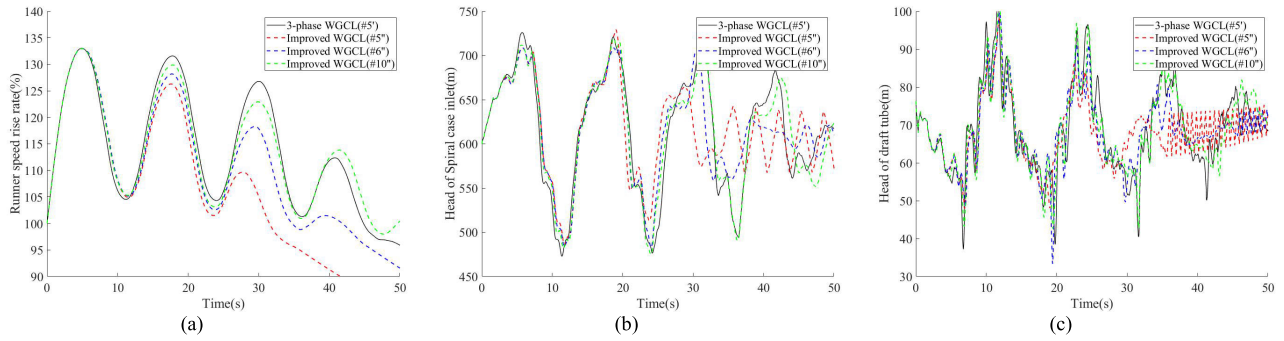 Runner speed rise rate(%)
135
130
125
120
115
110
105
100
95
90
0
10
20
30
40
50
Time(s)
3-phase WGCL(#5')
Improved WGCL(#5")
Improved WGCL(#6")
Improved WGCL(#10")
(a)
Head of Spiral case inlet(m)
750
700
650
600
550
500
450
0
10
20
30
40
50
Time(s)
3-phase WGCL(#5')
Improved WGCL(#5")
Improved WGCL(#6")
Improved WGCL(#10")
(b)
Head of draft tube(m)
100
90
80
70
60
50
40
30
0
10
20
30
40
50
Time(s)
3-phase WGCL(#5')
Improved WGCL(#5")
Improved WGCL(#6")
Improved WGCL(#10")
(c)